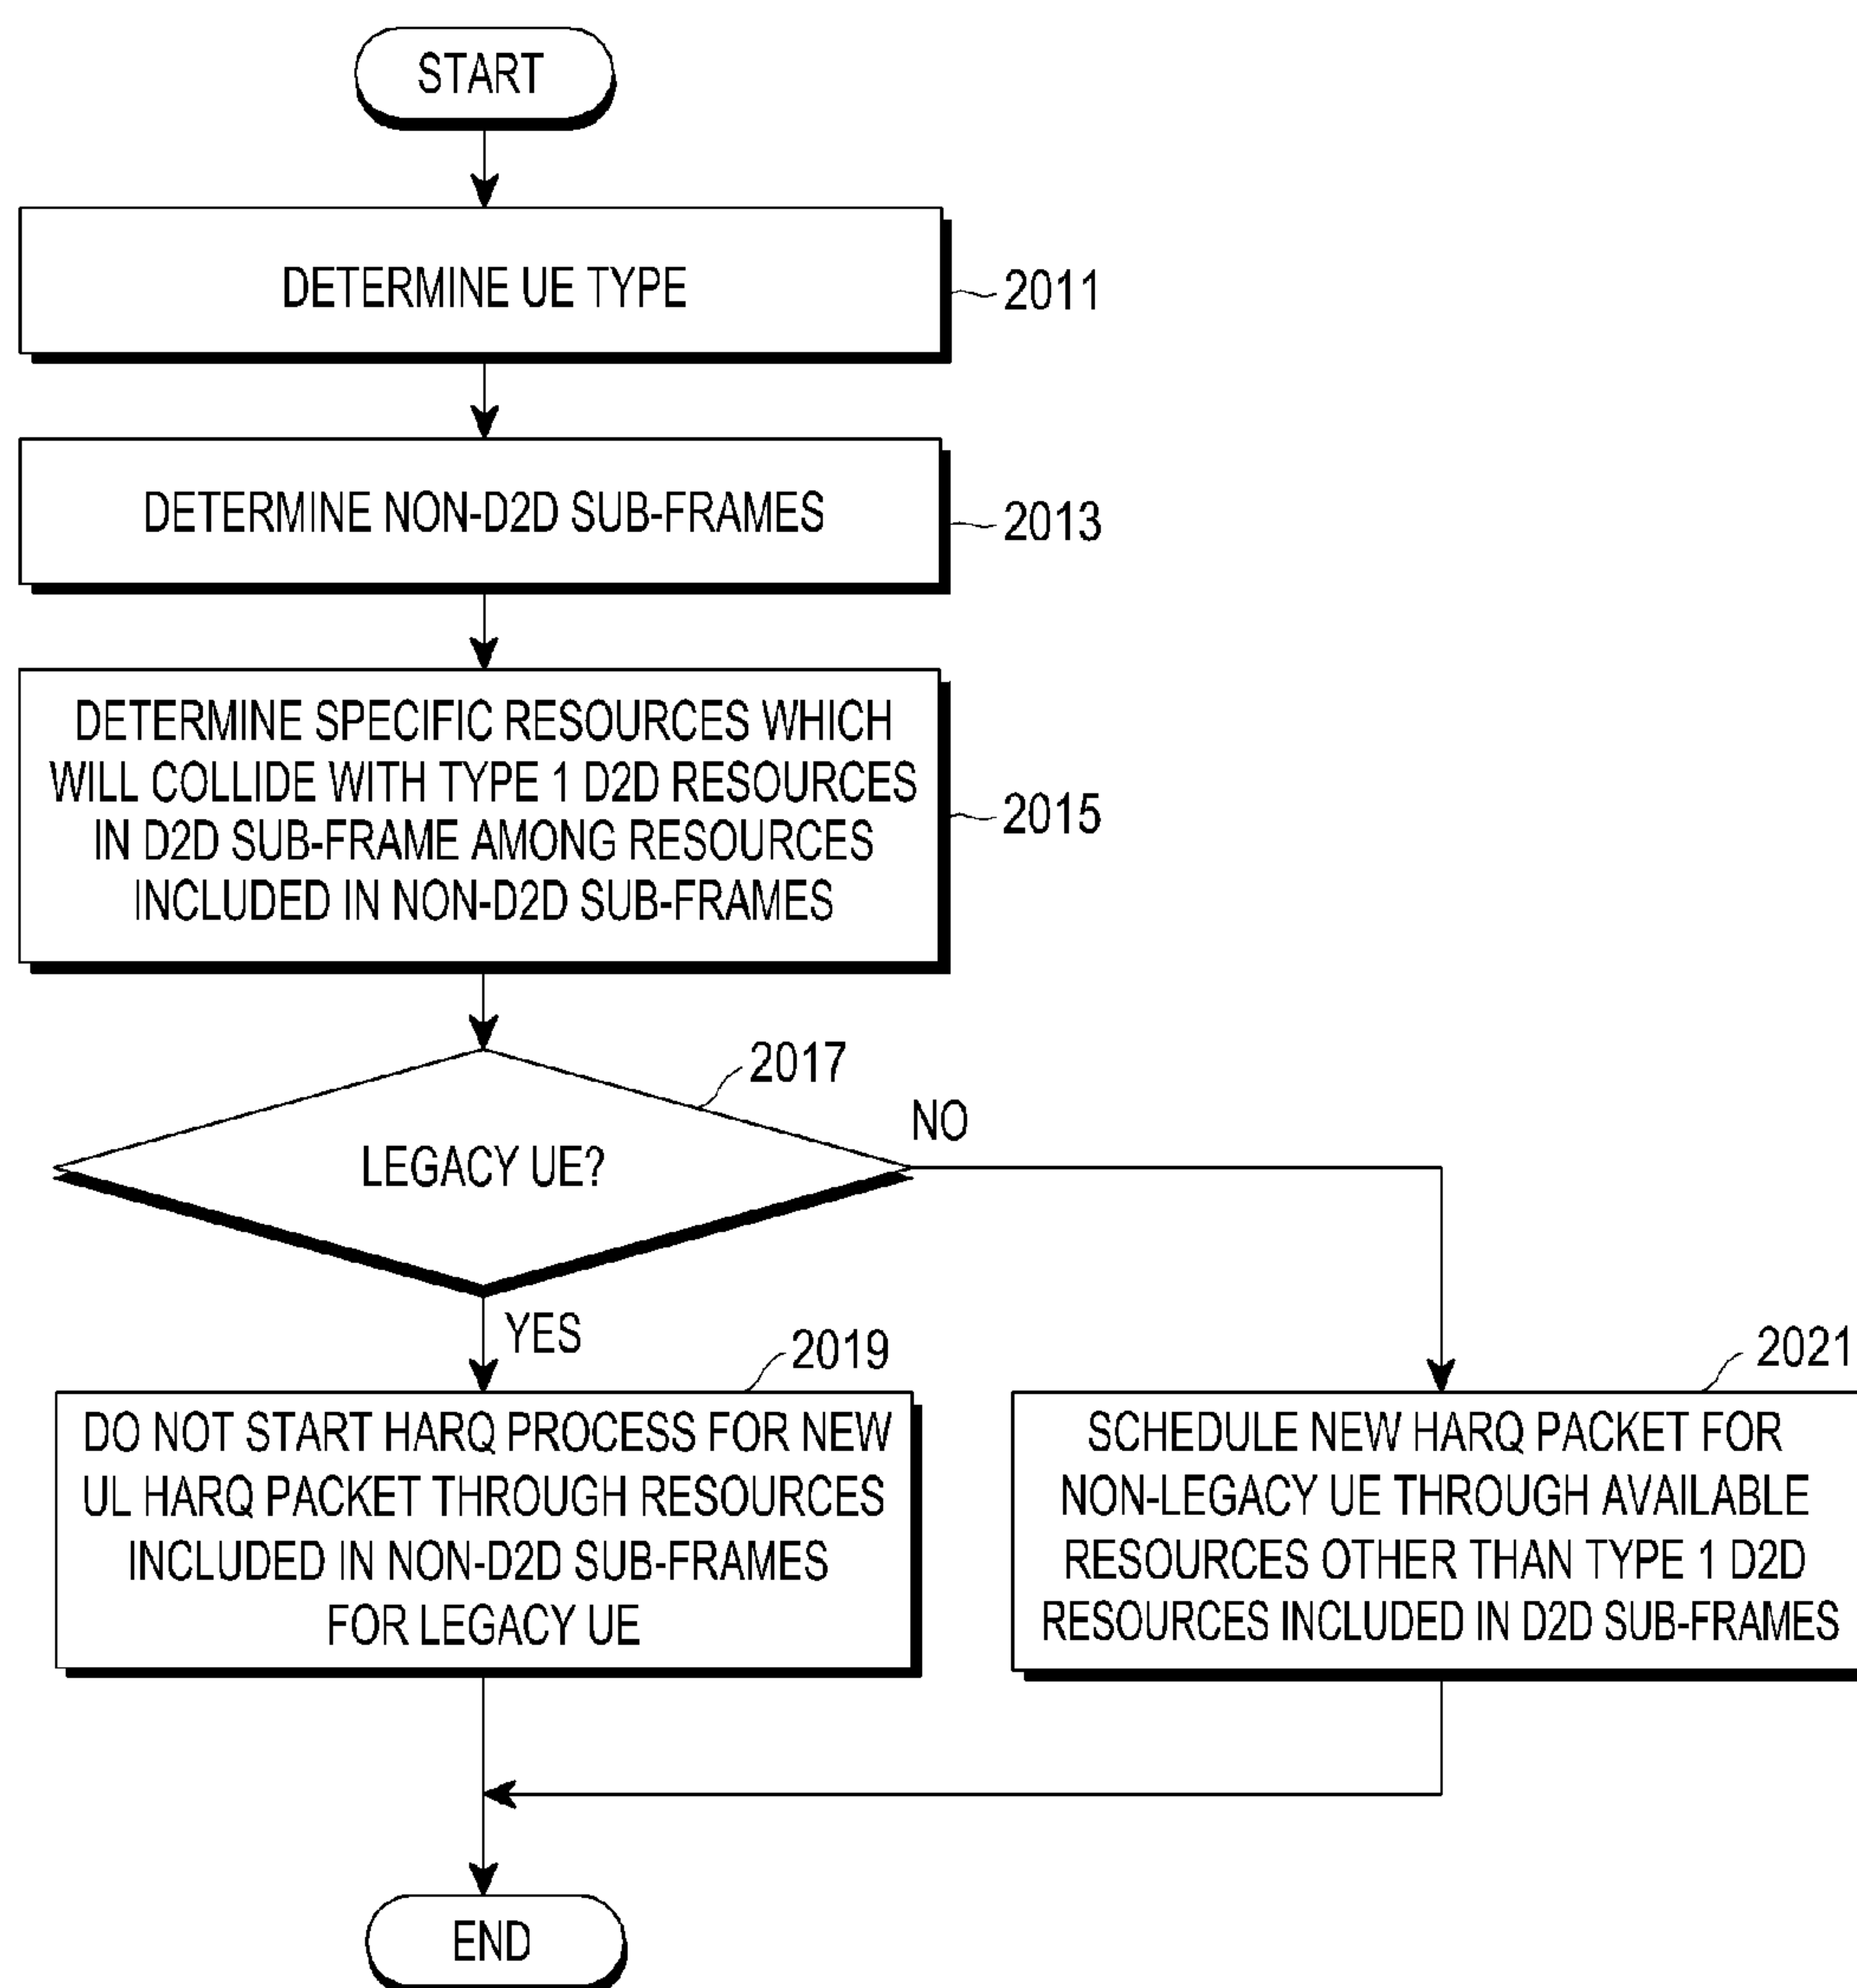 START
DETERMINE UE TYPE
2011
DETERMINE NON-D2D SUB-FRAMES
2013
DETERMINE SPECIFIC RESOURCES WHICH
WILL COLLIDE WITH TYPE 1 D2D RESOURCES
IN D2D SUB-FRAME AMONG RESOURCES
INCLUDED IN NON-D2D SUB-FRAMES
2015
2017
LEGACY UE?
NO
YES
2019
DO NOT START HARQ PROCESS FOR NEW
UL HARQ PACKET THROUGH RESOURCES
INCLUDED IN NON-D2D SUB-FRAMES
FOR LEGACY UE
2021
SCHEDULE NEW HARQ PACKET FOR
NON-LEGACY UE THROUGH AVAILABLE
RESOURCES OTHER THAN TYPE 1 D2D
RESOURCES INCLUDED IN D2D SUB-FRAMES
END